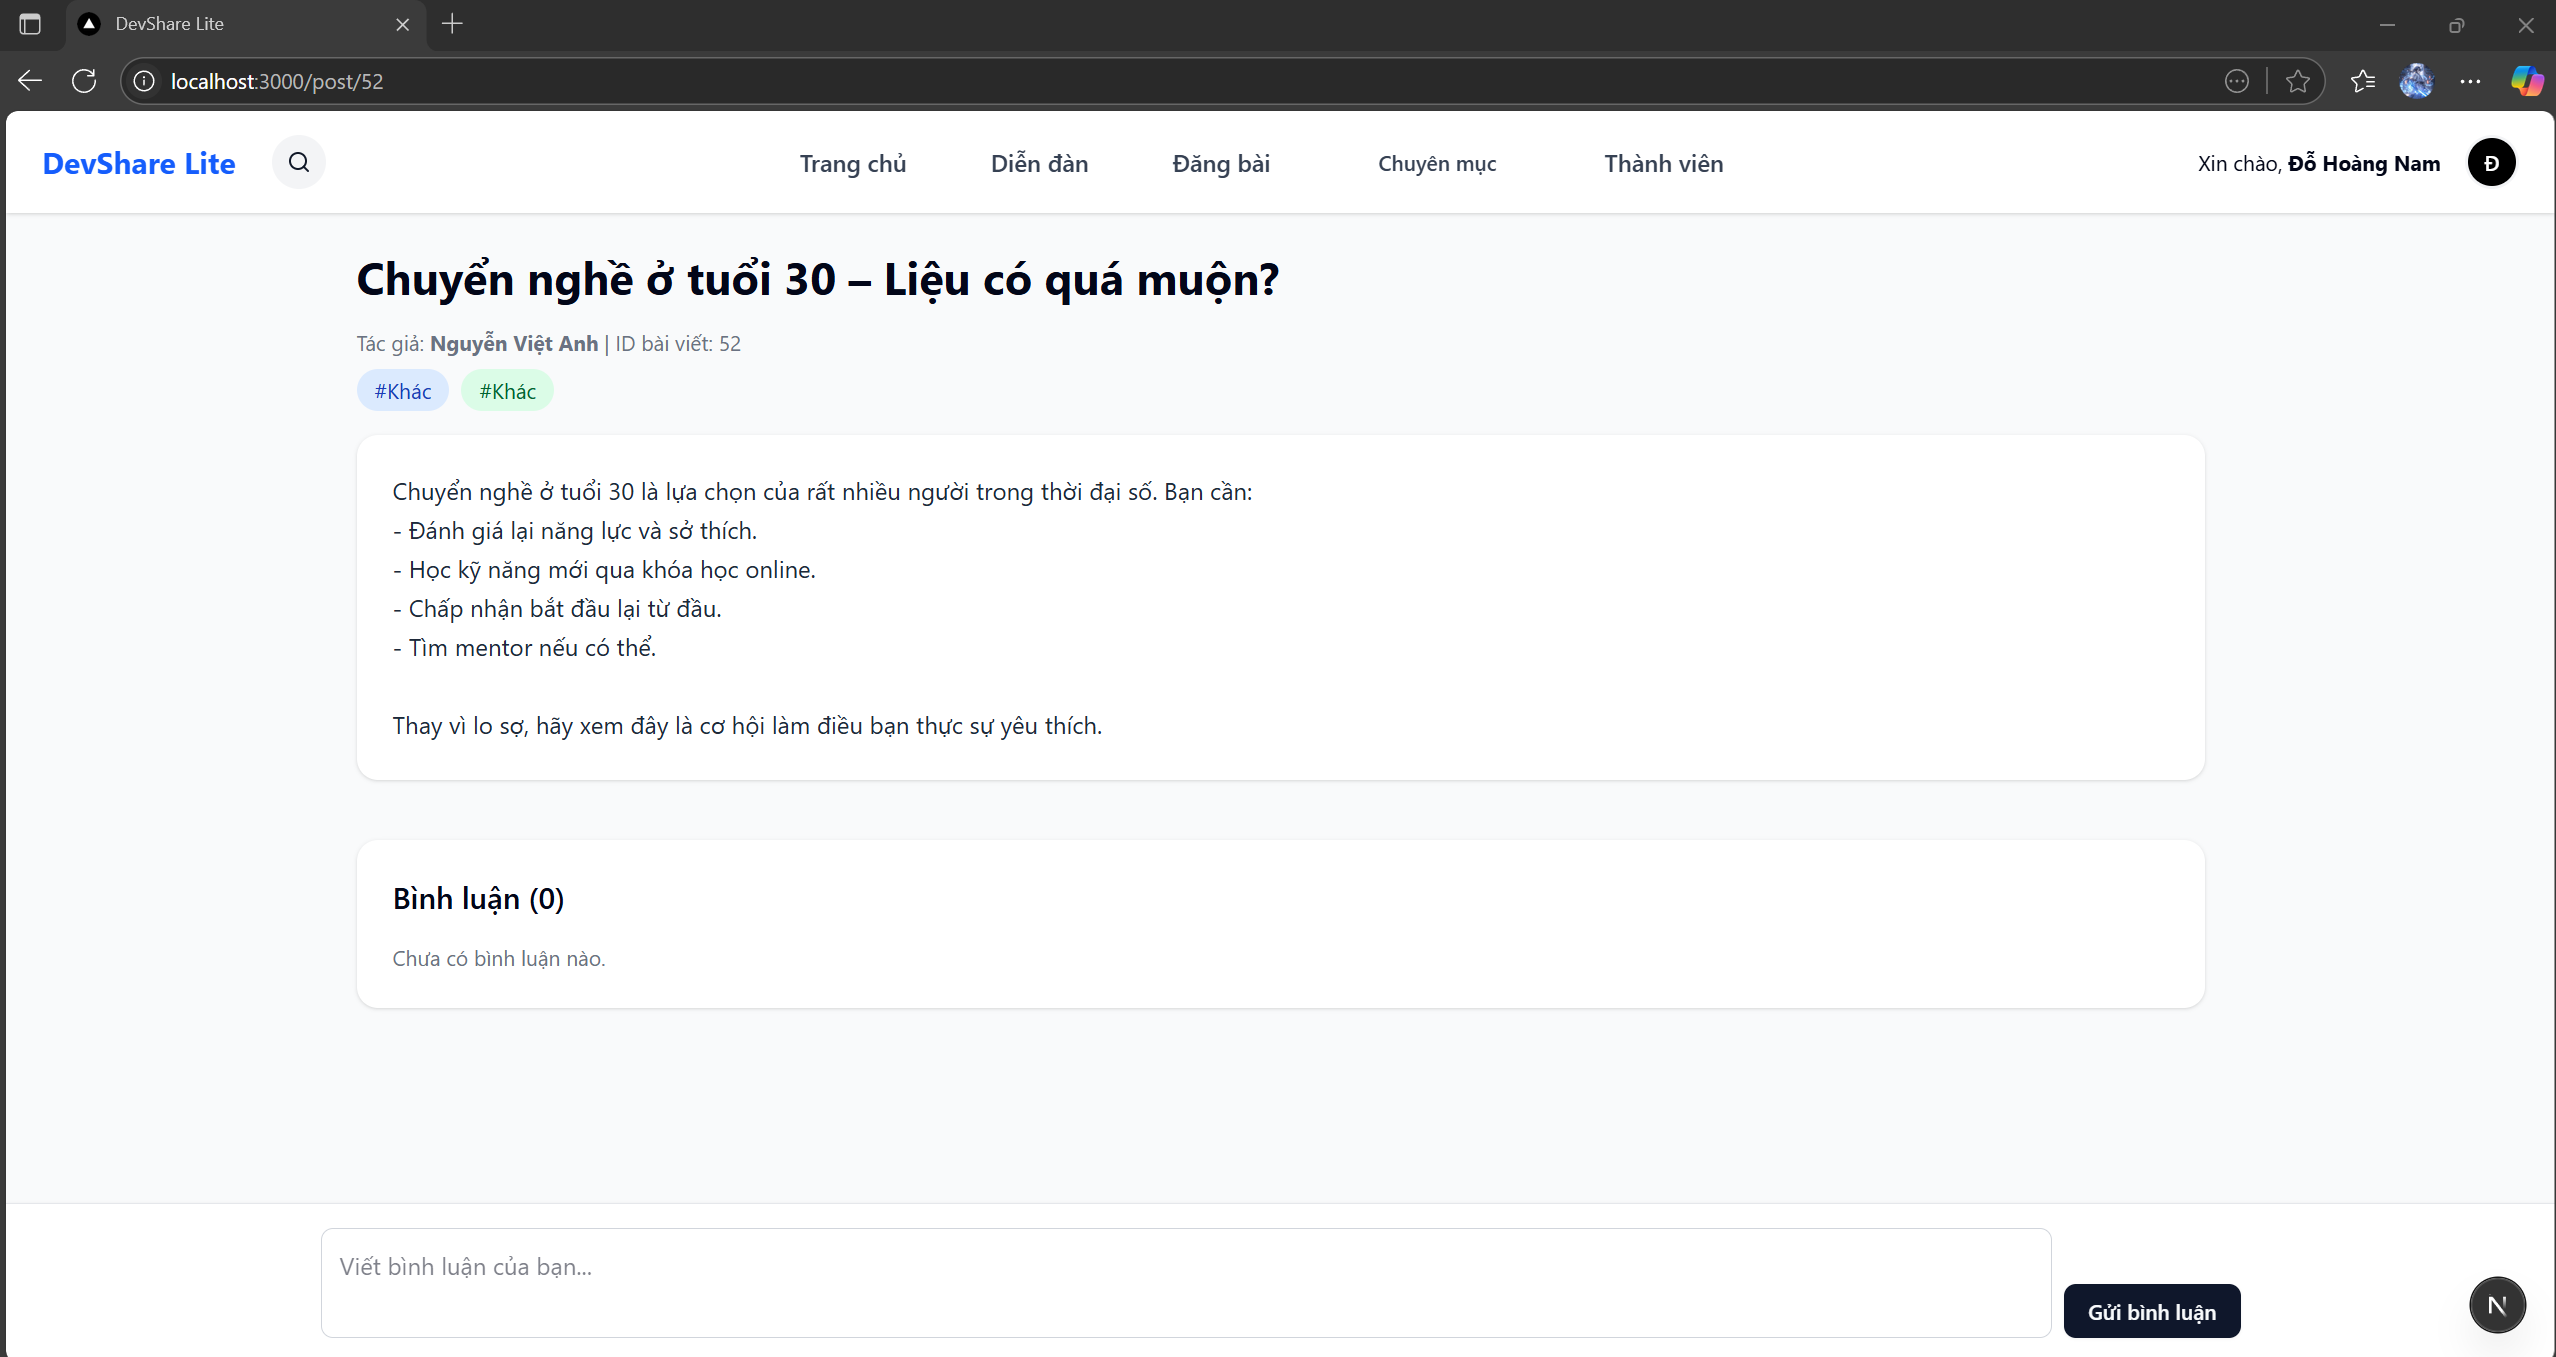 DevShare Lite
localhost:3000/post/52
DevShare Lite
Trang chủ
Diễn đàn
Đăng bài
Chuyên mục
Thành viên
Xin chào, Đỗ Hoàng Nam
Đ
Chuyển nghề ở tuổi 30 – Liệu có quá muộn?
Tác giả: Nguyễn Việt Anh | ID bài viết: 52
#Khác #Khác
Chuyển nghề ở tuổi 30 là lựa chọn của rất nhiều người trong thời đại số. Bạn cần:
- Đánh giá lại năng lực và sở thích.
- Học kỹ năng mới qua khóa học online.
- Chấp nhận bắt đầu lại từ đầu.
- Tìm mentor nếu có thể.
Thay vì lo sợ, hãy xem đây là cơ hội làm điều bạn thực sự yêu thích.
Bình luận (0)
Chưa có bình luận nào.
Viết bình luận của bạn...
Gửi bình luận
N